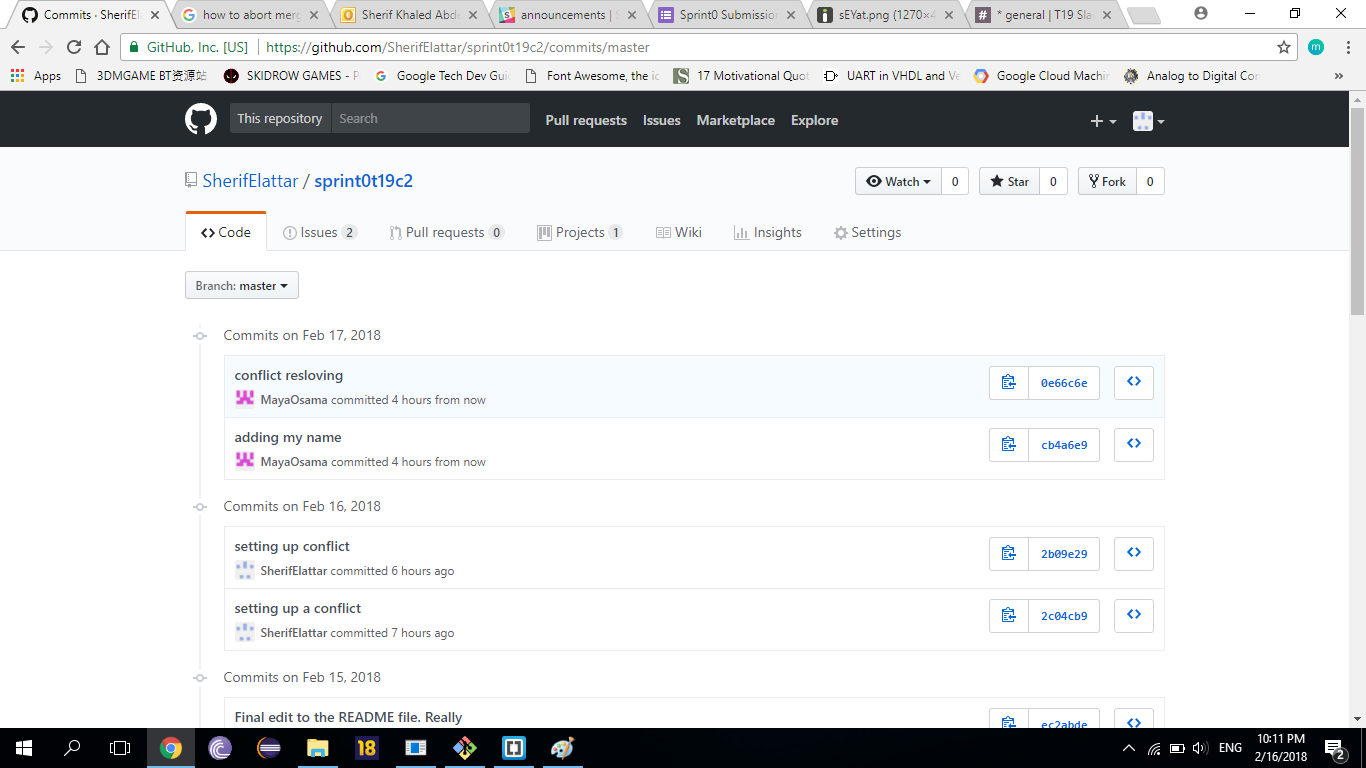 Commits · SherifEl
how to abort mer
Sherif Khaled Abde
announcements | S
Sprint0 Submission
sEYat.png (1270×4
* general | T19 Sla
GitHub, Inc. [US] https://github.com/SherifElattar/sprint0t19c2/commits/master
Apps 3DMGAME BT资源站 SKIDROW GAMES - P Google Tech Dev Gui Font Awesome, the ic 17 Motivational Quot UART in VHDL and Ve Google Cloud Machin Analog to Digital Con »
This repository Search Pull requests Issues Marketplace Explore
SherifElattar / sprint0t19c2
Watch 0 Star 0 Fork 0
Code Issues 2 Pull requests 0 Projects 1 Wiki Insights Settings
Branch: master
Commits on Feb 17, 2018
conflict resloving
MayaOsama committed 4 hours from now
0e66c6e
adding my name
MayaOsama committed 4 hours from now
cb4a6e9
Commits on Feb 16, 2018
setting up conflict
SherifElattar committed 6 hours ago
2b09e29
setting up a conflict
SherifElattar committed 7 hours ago
2c04cb9
Commits on Feb 15, 2018
Final edit to the README file. Really
ec2abde
18
ENG
10:11 PM
2/16/2018
2